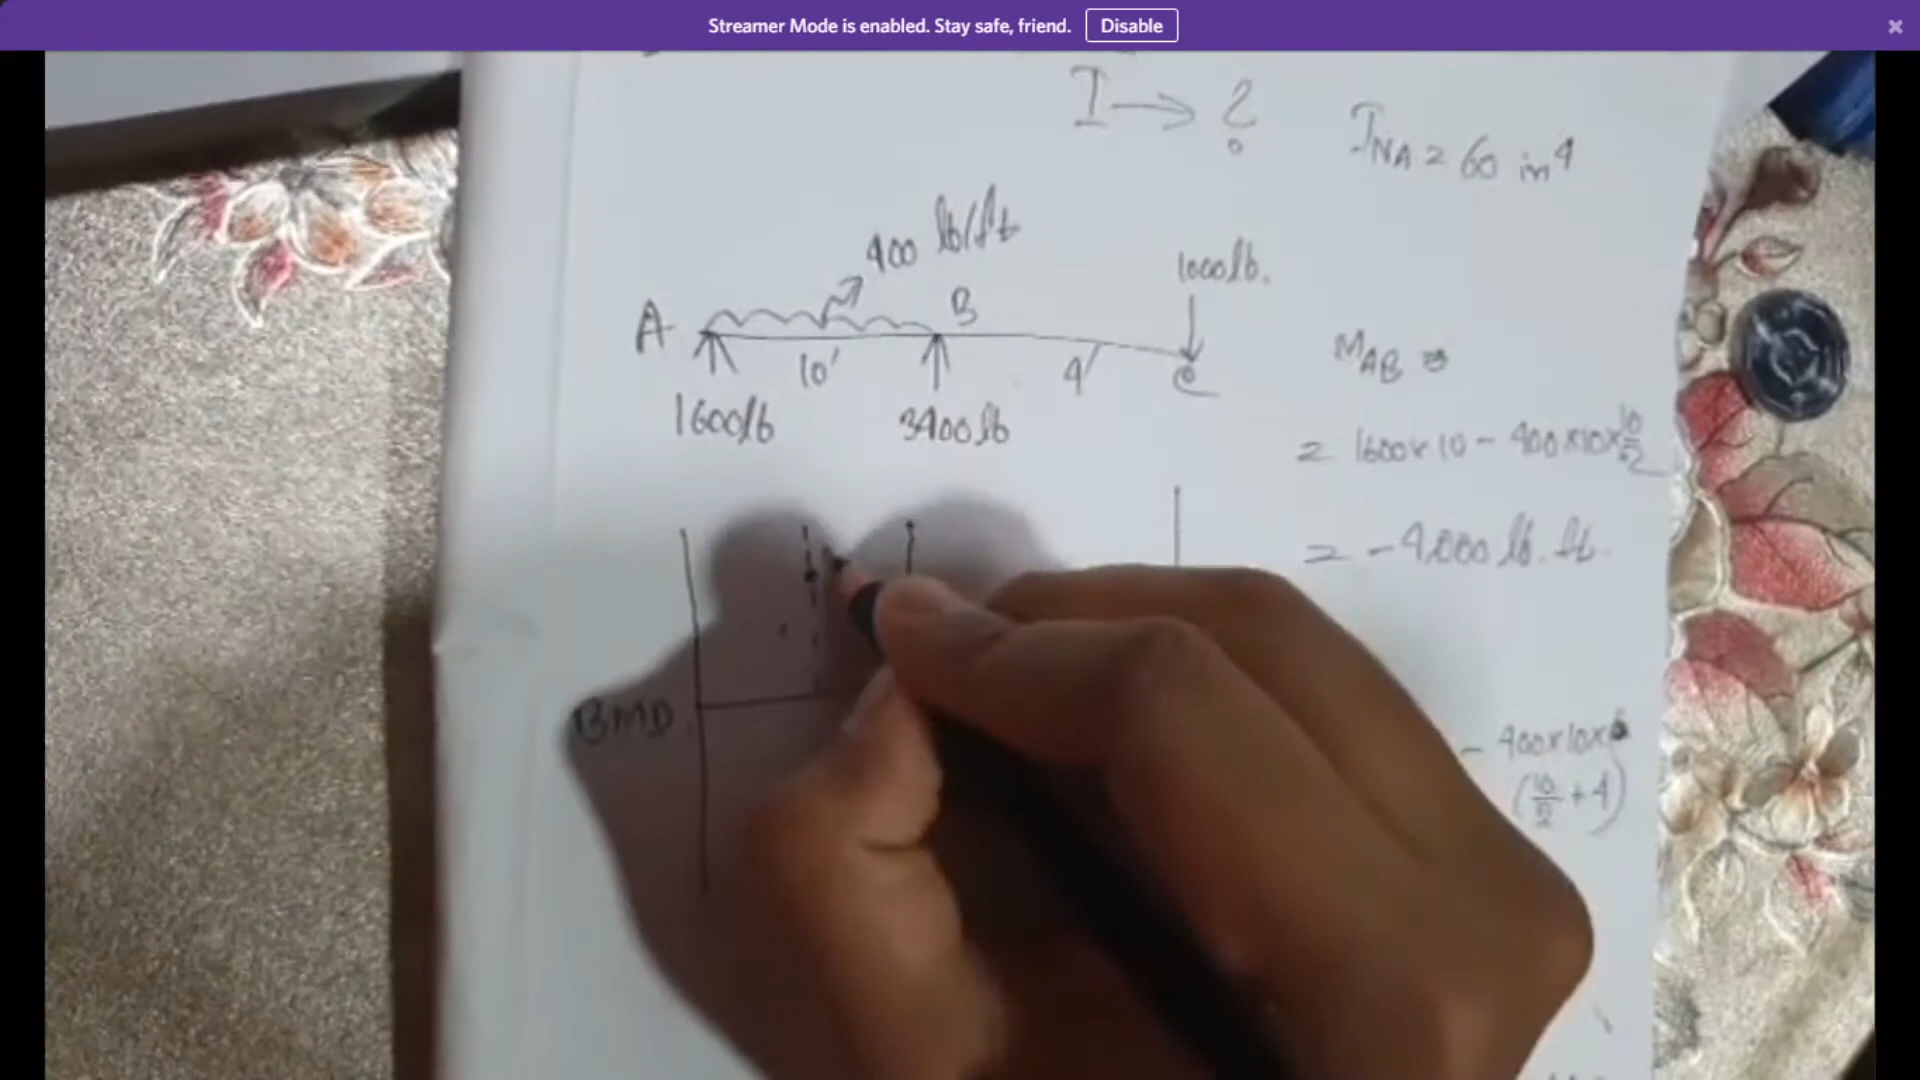 Streamer Mode is enabled. Stay safe, friend. Disable
I → ?
I_NA = 60 in^4
400 lb/ft
1000 lb.
A
B
10'
4'
C
1600 lb
3400 lb
M_AB =
= 1600 × 10 - 400×10×10/2
= -4,000 lb.ft
BMD
- 400×10×
(10/2 + 4)